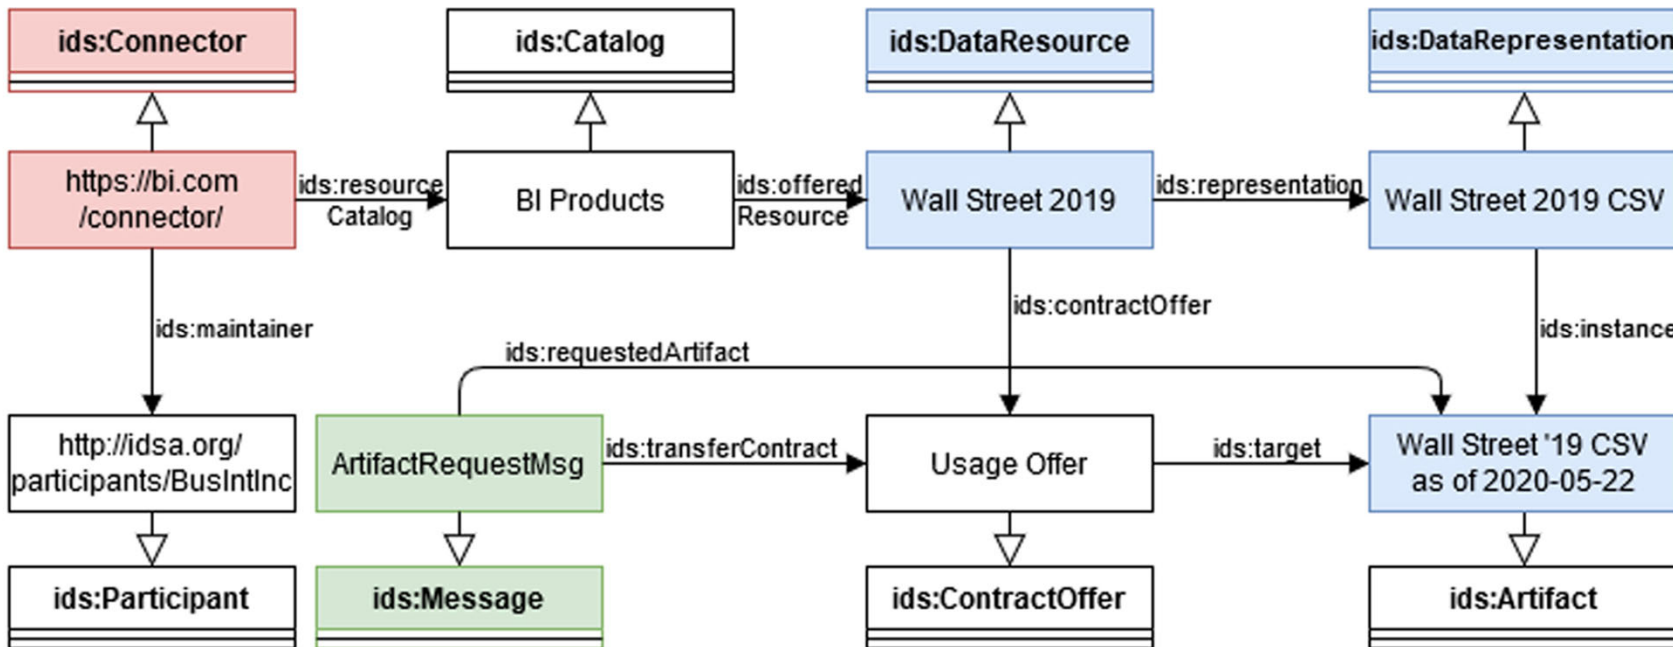 ids:Connector
ids:Catalog
ids:DataResource
ids:DataRepresentation
https://bi.com
/connector/
ids:resource
Catalog
BI Products
ids:offered
Resource
Wall Street 2019
ids:representation
Wall Street 2019 CSV
ids:maintainer
ids:contractOffer
ids:instance
ids:requestedArtifact
http://idsa.org/
participants/BusIntInc
ArtifactRequestMsg
ids:transferContract
Usage Offer
ids:target
Wall Street '19 CSV
as of 2020-05-22
ids:Participant
ids:Message
ids:ContractOffer
ids:Artifact